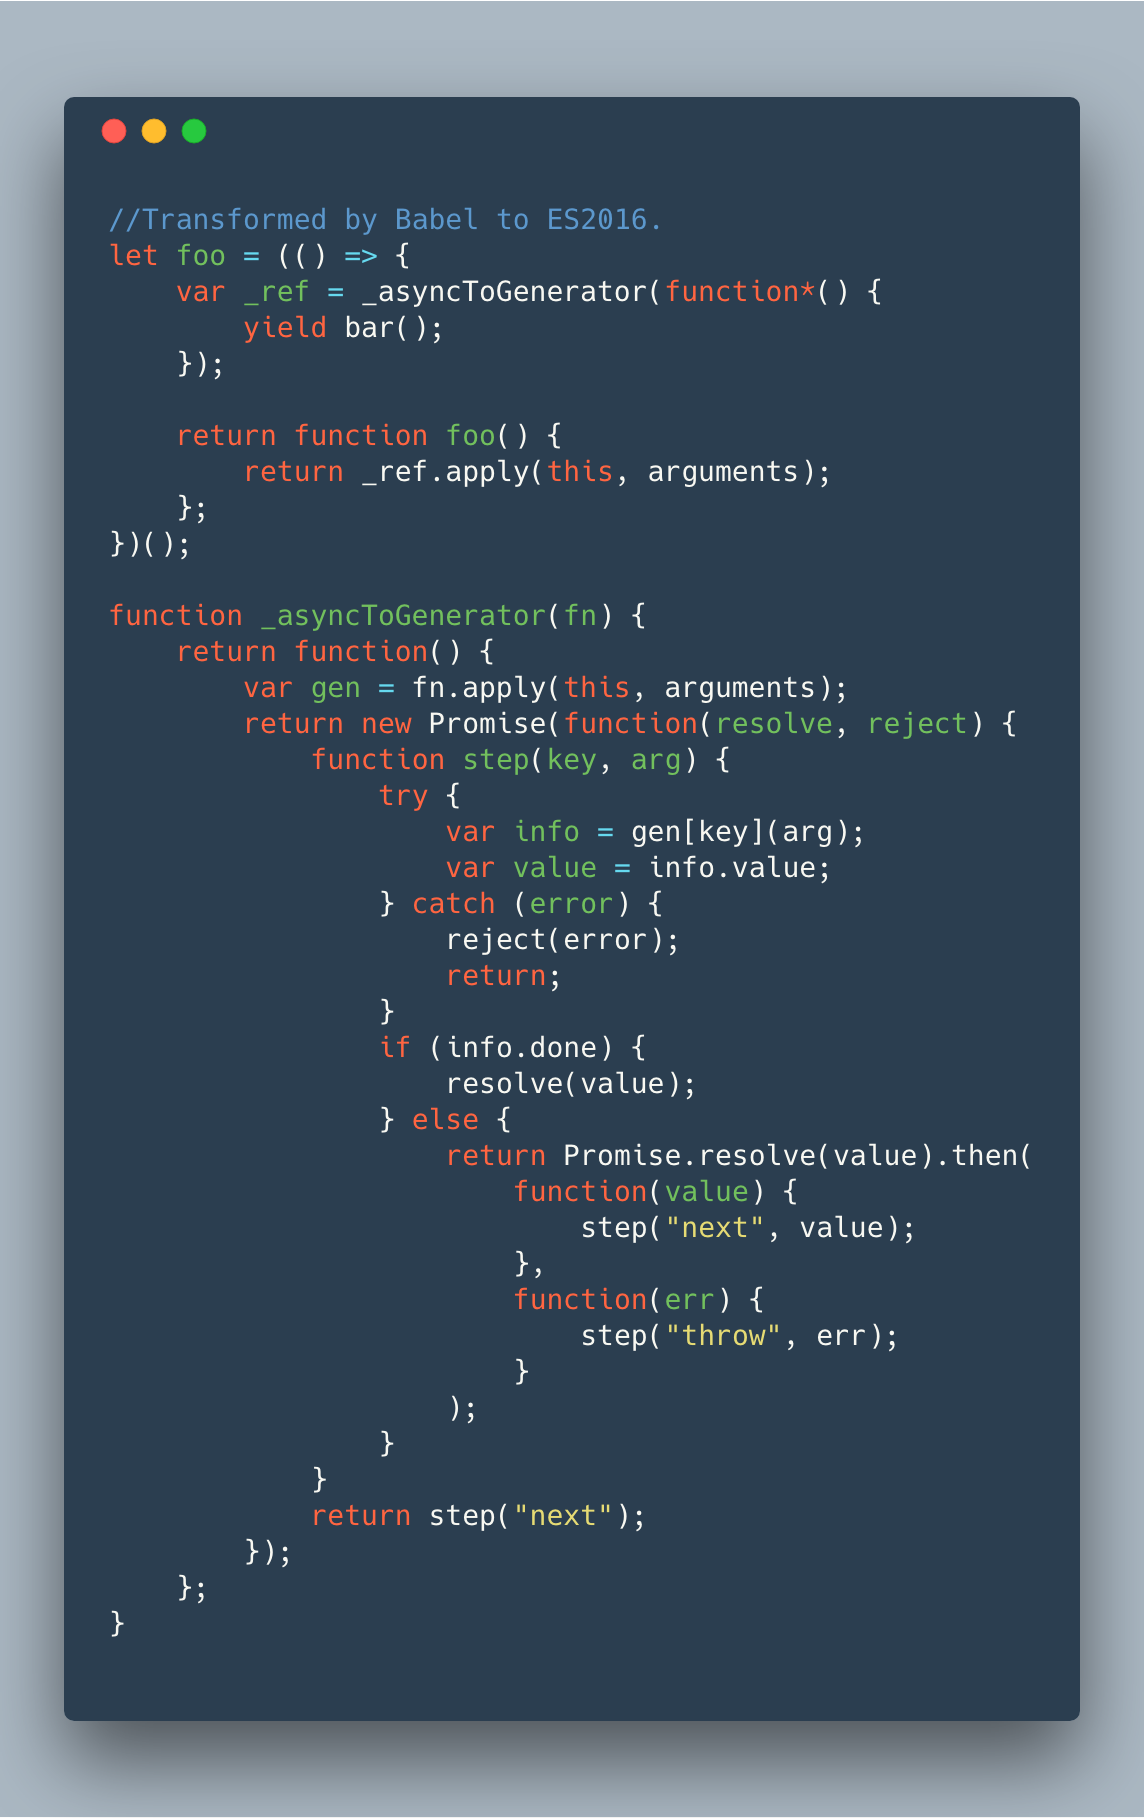 //Transformed by Babel to ES2016.
let foo = (() => {
    var _ref = _asyncToGenerator(function*() {
        yield bar();
    });

    return function foo() {
        return _ref.apply(this, arguments);
    };
})();

function _asyncToGenerator(fn) {
    return function() {
        var gen = fn.apply(this, arguments);
        return new Promise(function(resolve, reject) {
            function step(key, arg) {
                try {
                    var info = gen[key](arg);
                    var value = info.value;
                } catch (error) {
                    reject(error);
                    return;
                }
                if (info.done) {
                    resolve(value);
                } else {
                    return Promise.resolve(value).then(
                        function(value) {
                            step("next", value);
                        },
                        function(err) {
                            step("throw", err);
                        }
                    );
                }
            }
            return step("next");
        });
    };
}